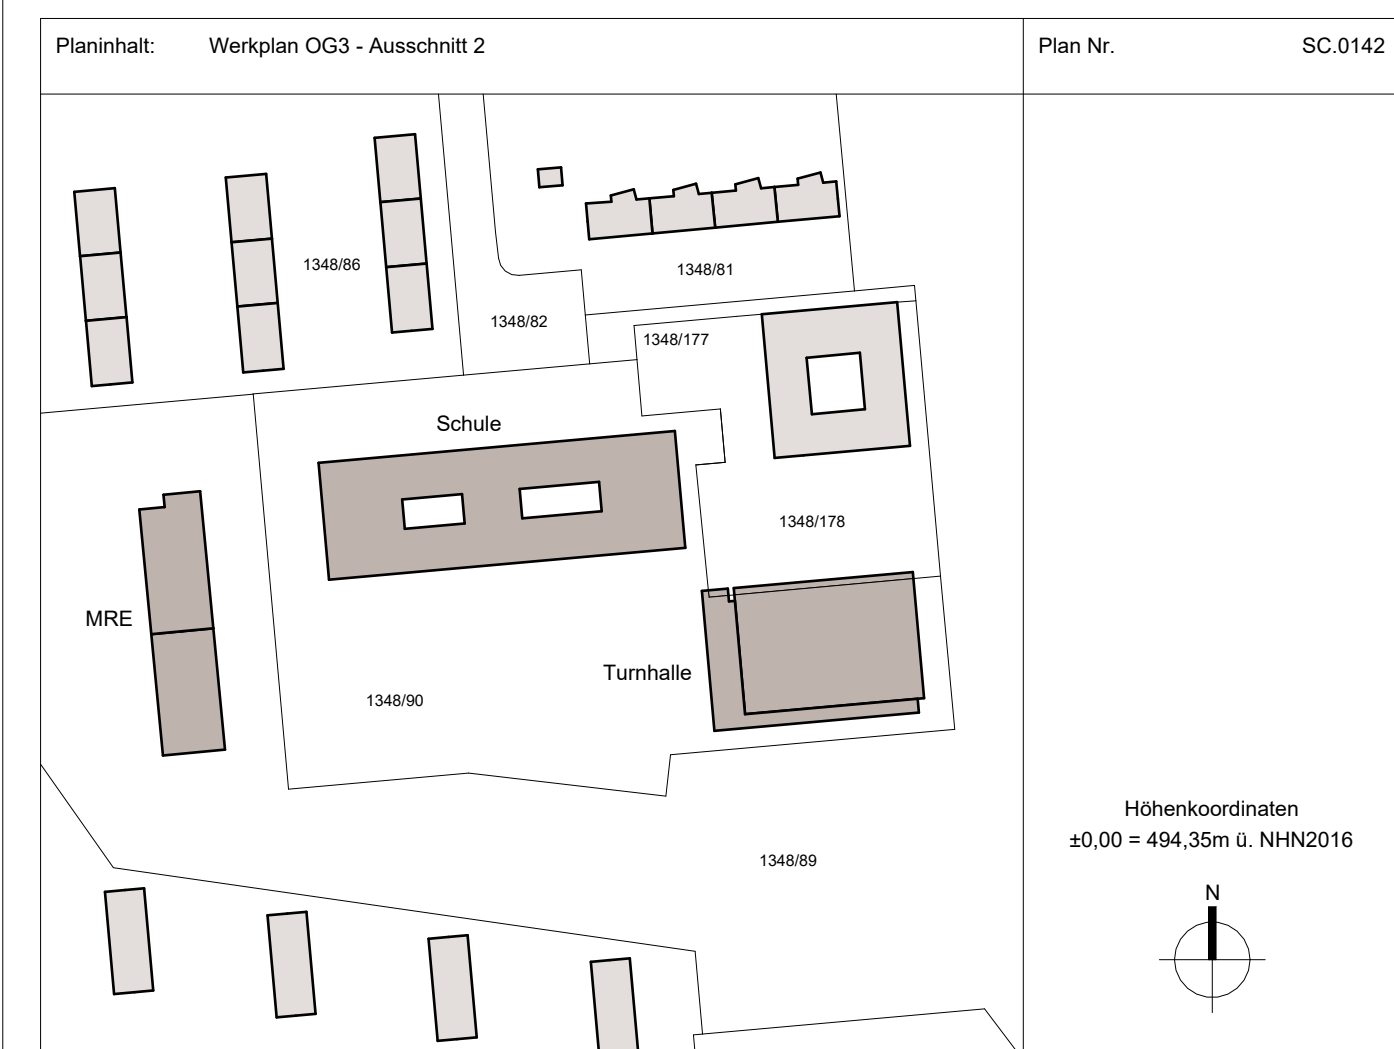 Planinhalt: Werkplan OG3 - Ausschnitt 2
Plan Nr. SC.0142
1348/86
1348/81
1348/82
1348/177
Schule
1348/178
MRE
Turnhalle
1348/90
Höhenkoordinaten
±0,00 = 494,35m ü. NHN2016
1348/89
N